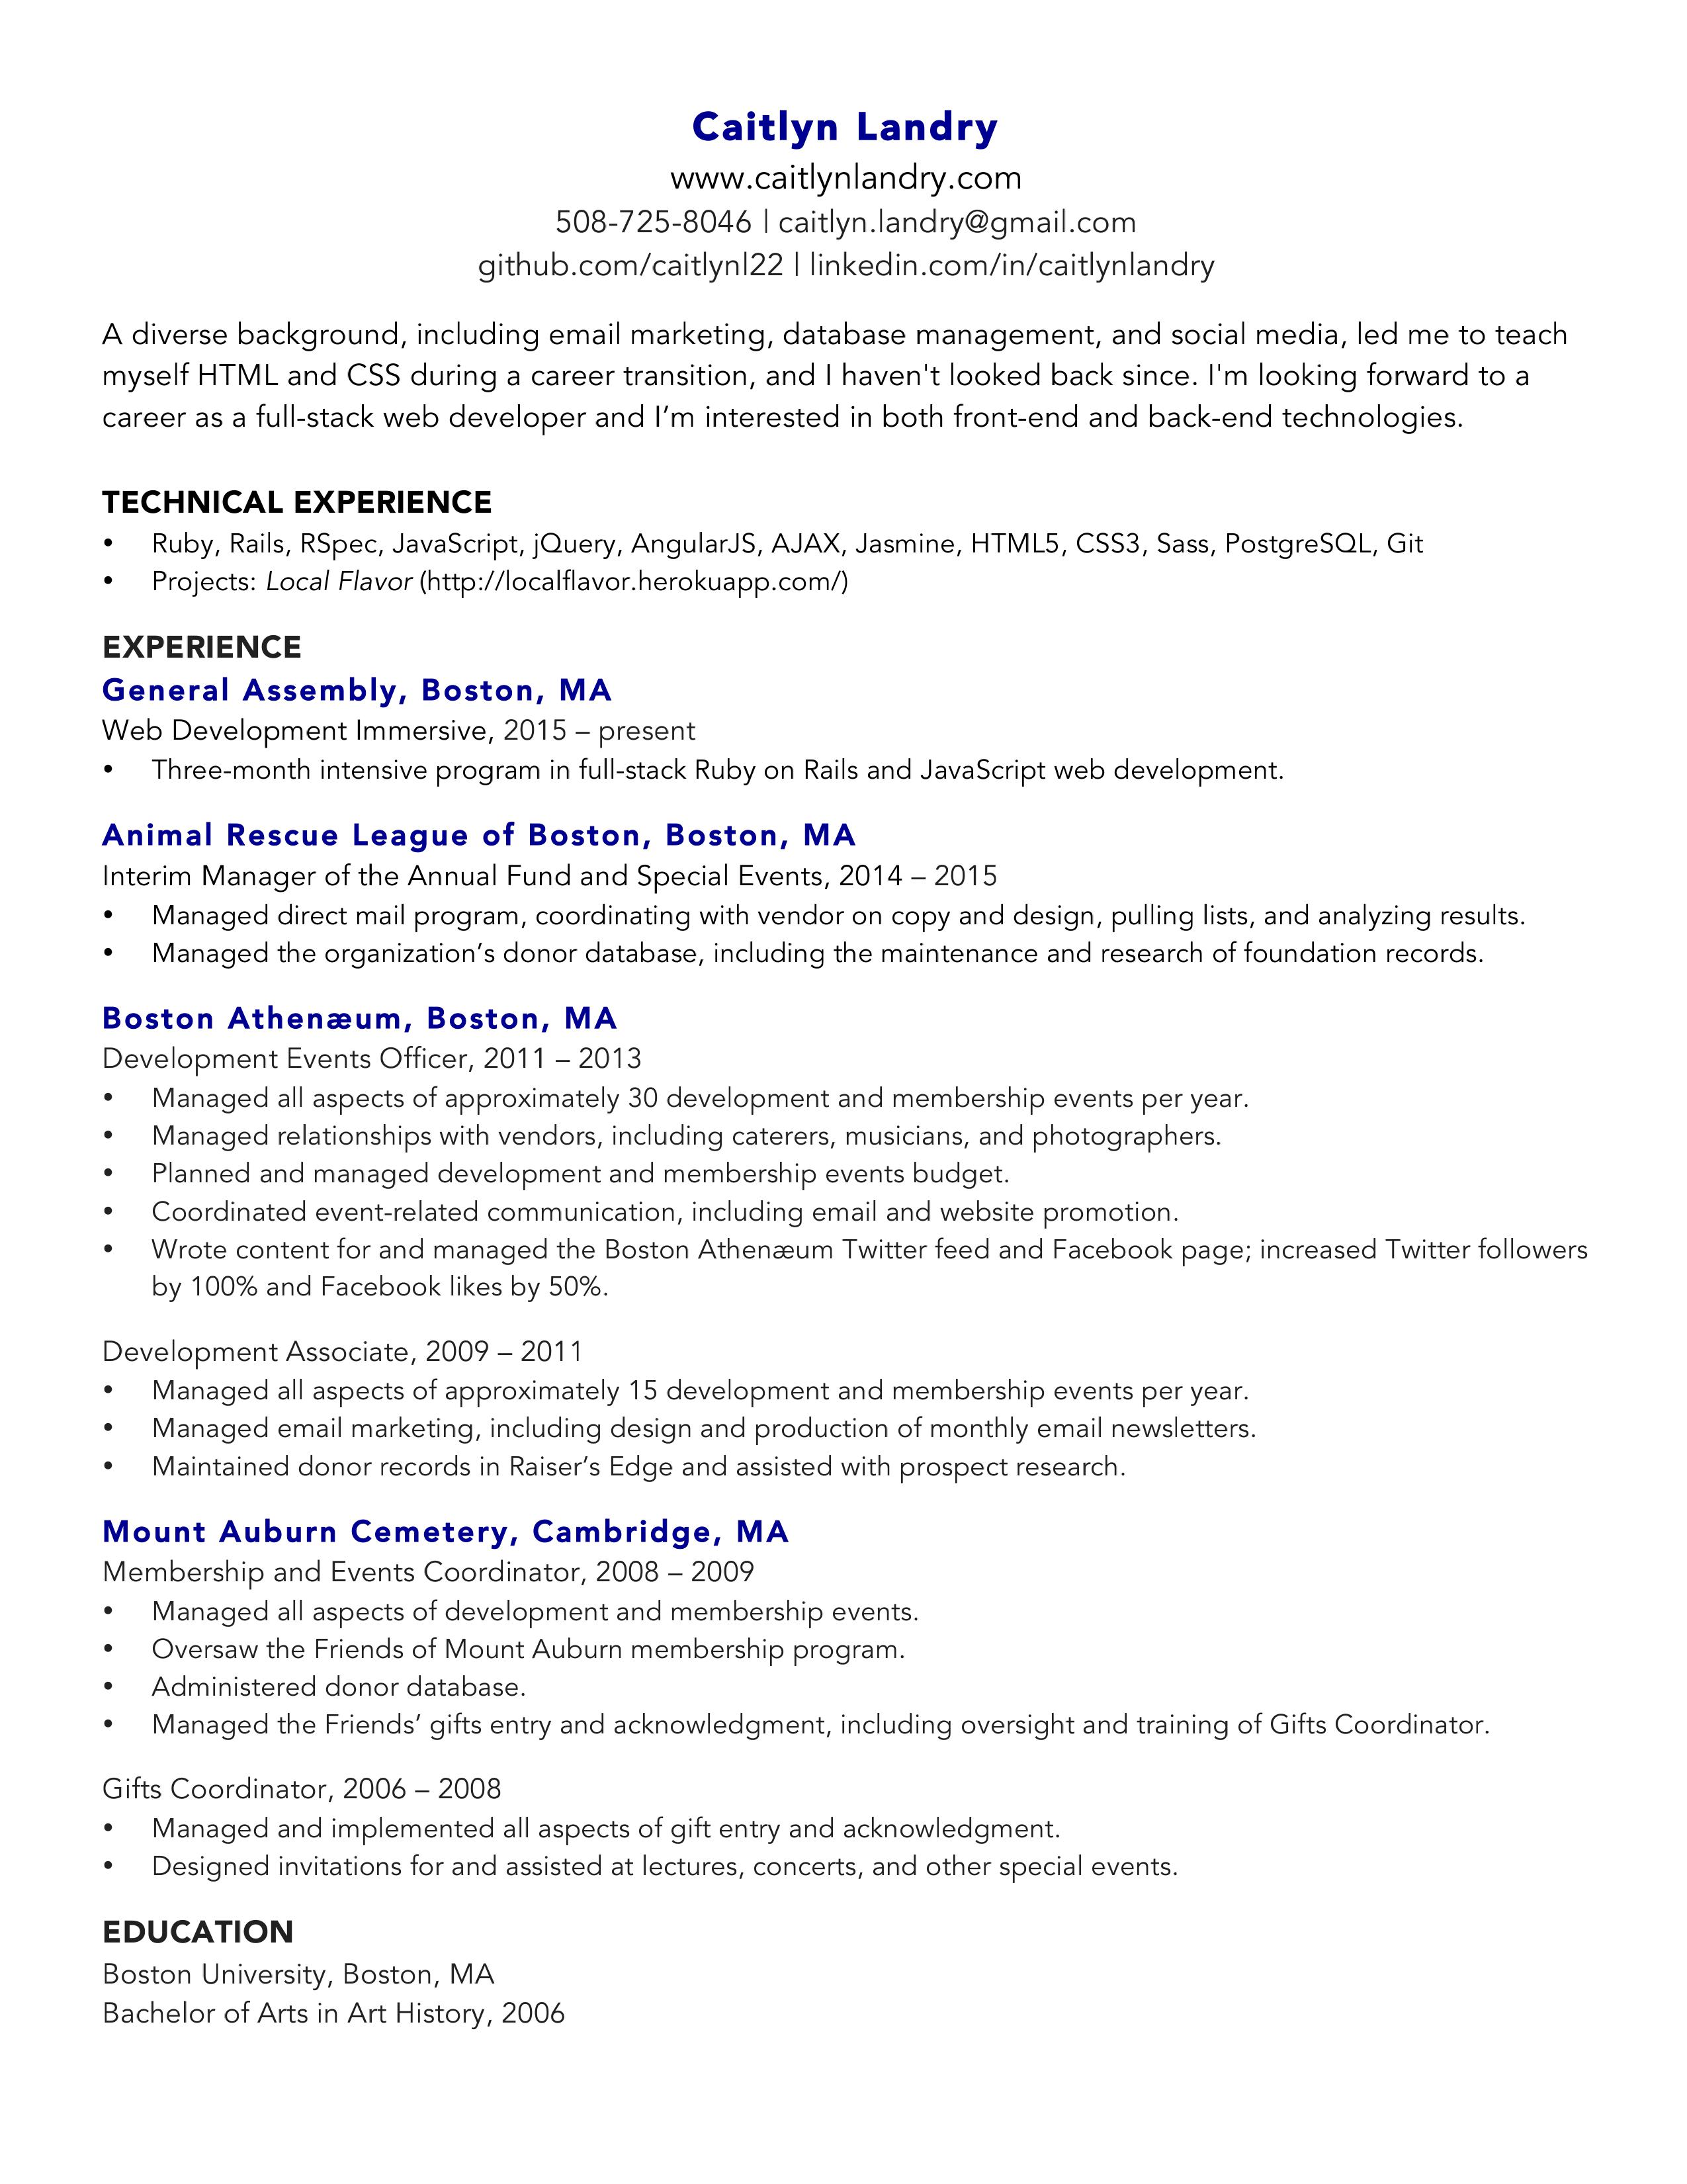 Caitlyn Landry
www.caitlynlandry.com
508-725-8046 | caitlyn.landry@gmail.com
github.com/caitlynl22 | linkedin.com/in/caitlynlandry
A diverse background, including email marketing, database management, and social media, led me to teach
myself HTML and CSS during a career transition, and I haven't looked back since. I'm looking forward to a
career as a full-stack web developer and I’m interested in both front-end and back-end technologies.
TECHNICAL EXPERIENCE
• Ruby, Rails, RSpec, JavaScript, jQuery, AngularJS, AJAX, Jasmine, HTML5, CSS3, Sass, PostgreSQL, Git
• Projects: Local Flavor (http://localflavor.herokuapp.com/)
EXPERIENCE
General Assembly, Boston, MA
Web Development Immersive, 2015 – present
• Three-month intensive program in full-stack Ruby on Rails and JavaScript web development.
Animal Rescue League of Boston, Boston, MA
Interim Manager of the Annual Fund and Special Events, 2014 – 2015
• Managed direct mail program, coordinating with vendor on copy and design, pulling lists, and analyzing results.
• Managed the organization’s donor database, including the maintenance and research of foundation records.
Boston Athenæum, Boston, MA
Development Events Officer, 2011 – 2013
• Managed all aspects of approximately 30 development and membership events per year.
• Managed relationships with vendors, including caterers, musicians, and photographers.
• Planned and managed development and membership events budget.
• Coordinated event-related communication, including email and website promotion.
• Wrote content for and managed the Boston Athenæum Twitter feed and Facebook page; increased Twitter followers
by 100% and Facebook likes by 50%.
Development Associate, 2009 – 2011
• Managed all aspects of approximately 15 development and membership events per year.
• Managed email marketing, including design and production of monthly email newsletters.
• Maintained donor records in Raiser’s Edge and assisted with prospect research.
Mount Auburn Cemetery, Cambridge, MA
Membership and Events Coordinator, 2008 – 2009
• Managed all aspects of development and membership events.
• Oversaw the Friends of Mount Auburn membership program.
• Administered donor database.
• Managed the Friends’ gifts entry and acknowledgment, including oversight and training of Gifts Coordinator.
Gifts Coordinator, 2006 – 2008
• Managed and implemented all aspects of gift entry and acknowledgment.
• Designed invitations for and assisted at lectures, concerts, and other special events.
EDUCATION
Boston University, Boston, MA
Bachelor of Arts in Art History, 2006